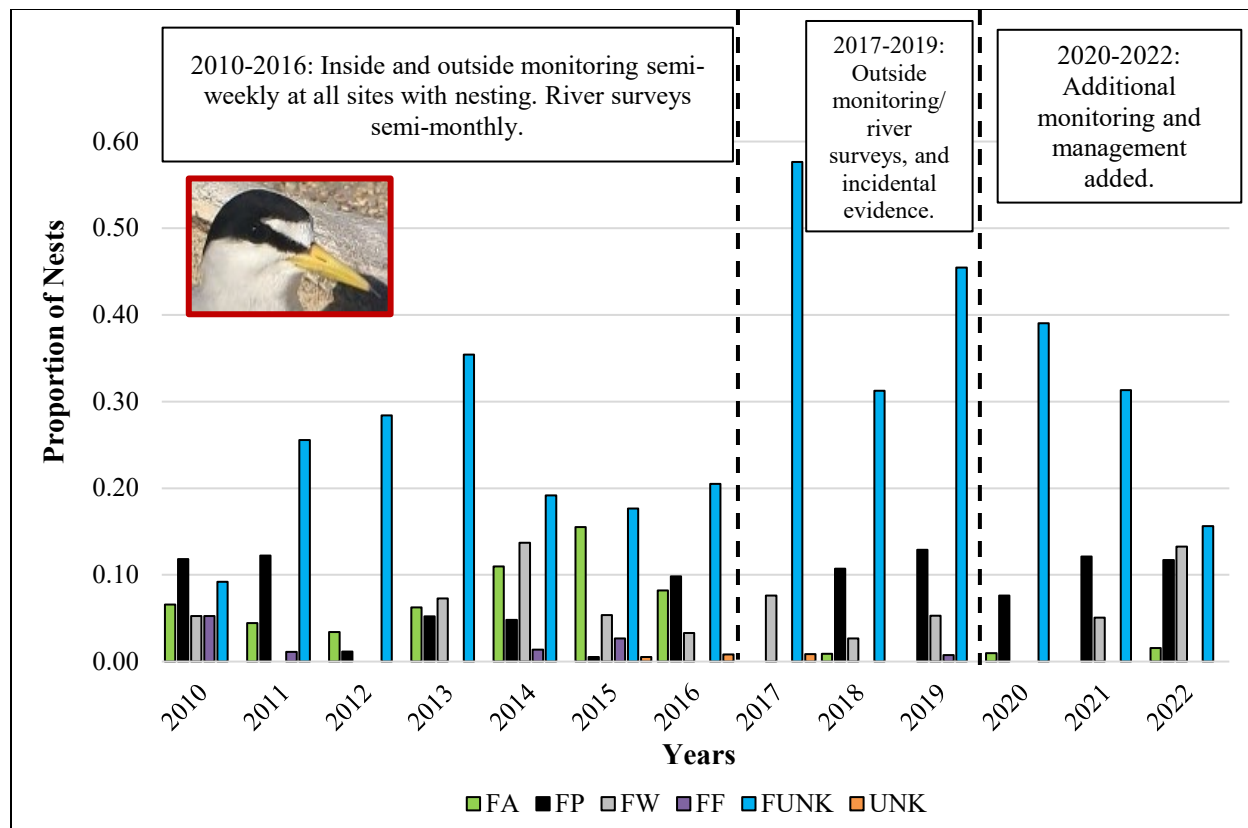 2010-2016: Inside and outside monitoring semi-
weekly at all sites with nesting. River surveys
semi-monthly.
2017-2019:
Outside
monitoring/
river
surveys, and
incidental
evidence.
2020-2022:
Additional
monitoring and
management
added.
Proportion of Nests
0.60
0.50
0.40
0.30
0.20
0.10
0.00
2010
2011
2012
2013
2014
2015
2016
2017
2018
2019
2020
2021
2022
Years
FA FP FW FF FUNK UNK